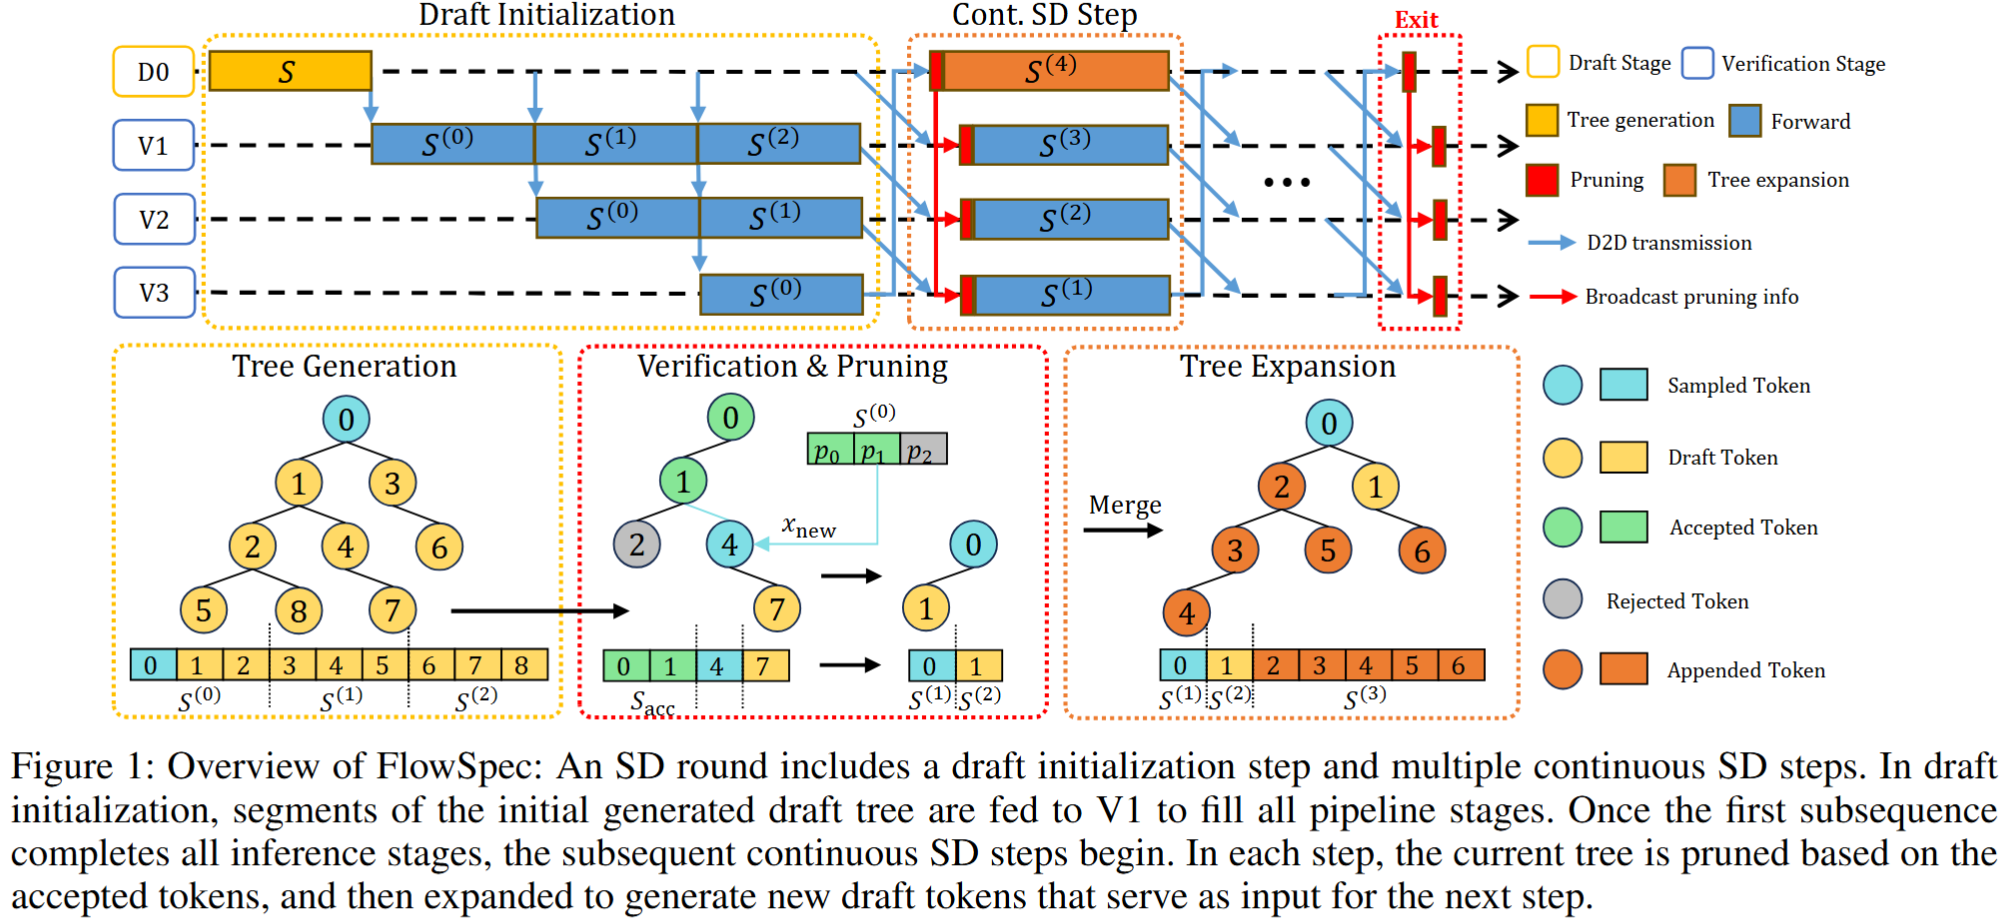 Draft Initialization
Cont. SD Step
Exit
D0
S
S⁽⁴⁾
V1
S⁽⁰⁾ S⁽¹⁾ S⁽²⁾
S⁽³⁾
V2
S⁽⁰⁾ S⁽¹⁾
S⁽²⁾
V3
S⁽⁰⁾
S⁽¹⁾
...
Draft Stage
Verification Stage
Tree generation
Forward
Pruning
Tree expansion
D2D transmission
Broadcast pruning info
Tree Generation
0
1 3
2 4 6
5 8 7
0 1 2 3 4 5 6 7 8
S⁽⁰⁾ S⁽¹⁾ S⁽²⁾
Verification & Pruning
0
S⁽⁰⁾
p₀ p₁ p₂
1
x_new
2 4
7
0
1
0 1 4 7
S_acc
0 1
S⁽¹⁾ S⁽²⁾
Tree Expansion
Merge
0
2 1
3 5 6
4
0 1 2 3 4 5 6
S⁽¹⁾ S⁽²⁾ S⁽³⁾
Sampled Token
Draft Token
Accepted Token
Rejected Token
Appended Token
Figure 1: Overview of FlowSpec: An SD round includes a draft initialization step and multiple continuous SD steps. In draft
initialization, segments of the initial generated draft tree are fed to V1 to fill all pipeline stages. Once the first subsequence
completes all inference stages, the subsequent continuous SD steps begin. In each step, the current tree is pruned based on the
accepted tokens, and then expanded to generate new draft tokens that serve as input for the next step.